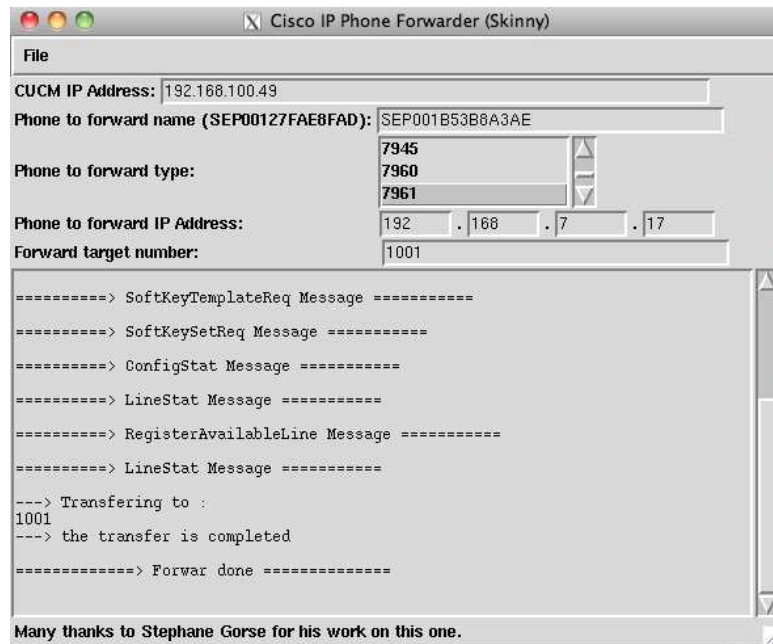 Cisco IP Phone Forwarder (Skinny)
File
CUCM IP Address: 192.168.100.49
Phone to forward name (SEP00127FAE8FAD): SEP001B53B8A3AE
Phone to forward type:
7945
7960
7961
Phone to forward IP Address: 192 . 168 . 7 . 17
Forward target number: 1001
==========> SoftKeyTemplateReq Message ===========
==========> SoftKeySetReq Message ===========
==========> ConfigStat Message ===========
==========> LineStat Message ===========
==========> RegisterAvailableLine Message ===========
==========> LineStat Message ===========
---> Transfering to :
1001
---> the transfer is completed
=============> Forwar done ==============
Many thanks to Stephane Gorse for his work on this one.